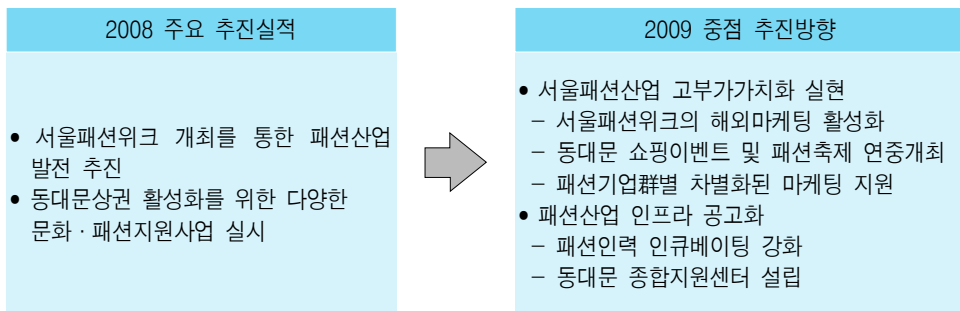 2008 주요 추진실적
• 서울패션위크 개최를 통한 패션산업
발전 추진
• 동대문상권 활성화를 위한 다양한
문화·패션지원사업 실시
2009 중점 추진방향
• 서울패션산업 고부가가치화 실현
– 서울패션위크의 해외마케팅 활성화
– 동대문 쇼핑이벤트 및 패션축제 연중개최
– 패션기업群별 차별화된 마케팅 지원
• 패션산업 인프라 공고화
– 패션인력 인큐베이팅 강화
– 동대문 종합지원센터 설립